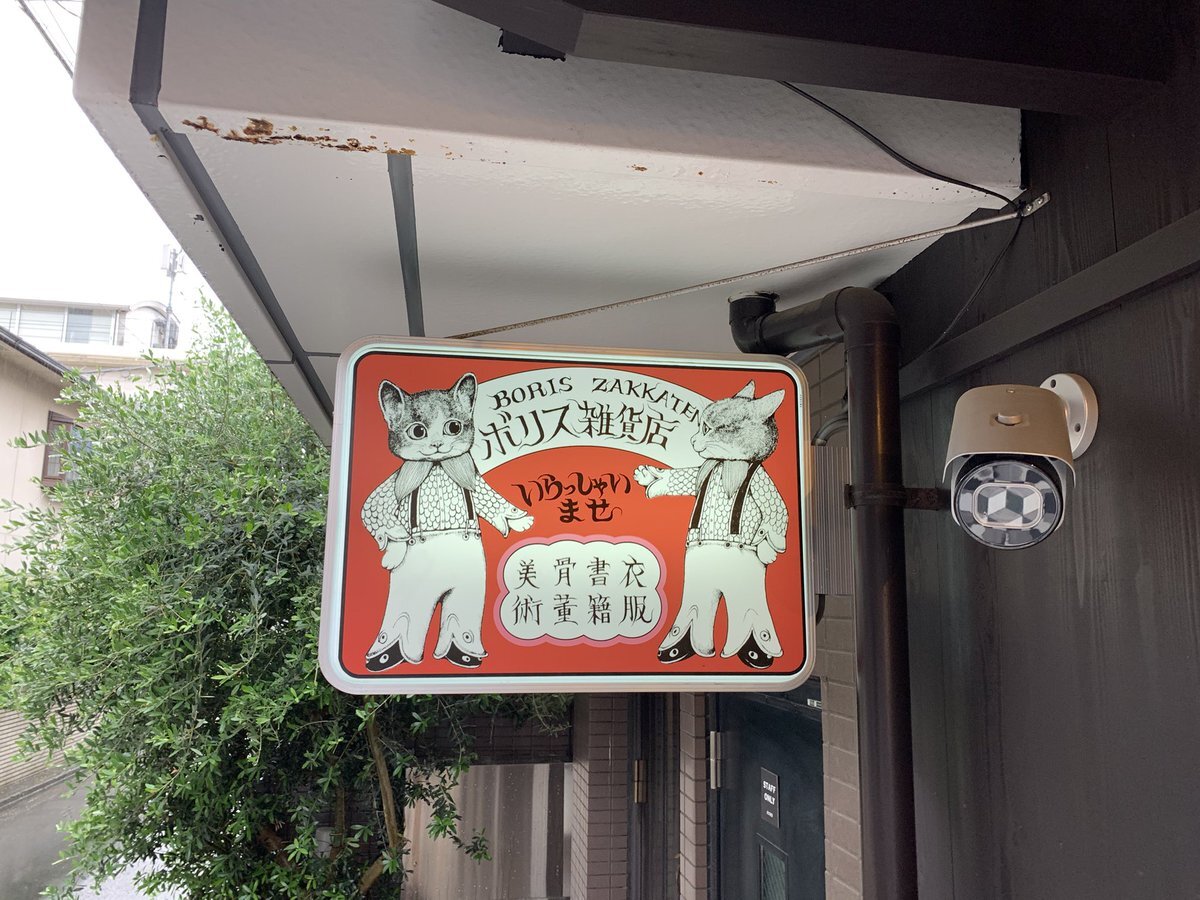 BORIS ZAKKATEN
ボリス雑貨店
いらっしゃい
ませ
衣服
書籍
骨董
美術
STAFF
ONLY